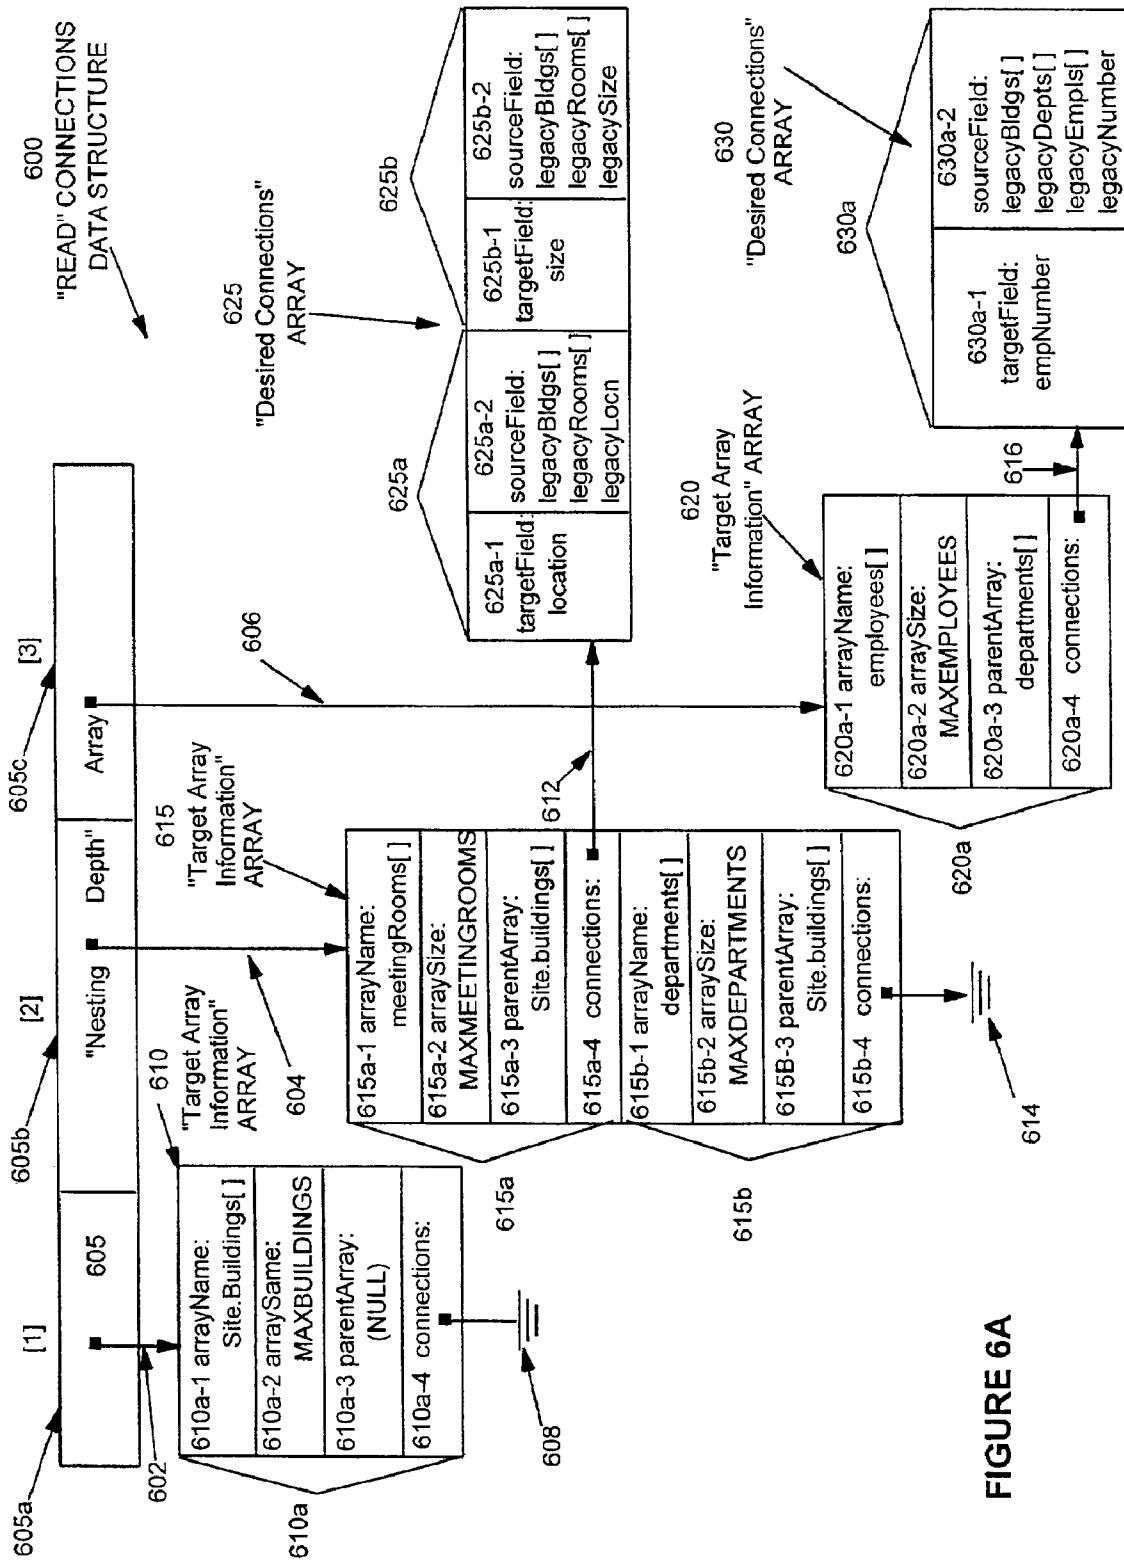 600
"READ" CONNECTIONS
DATA STRUCTURE
605a
[1]
605b
[2]
605c
[3]
605
"Nesting
Depth"
Array
602
604
606
610
"Target Array
Information"
ARRAY
610a-1 arrayName:
Site.Buildings[ ]
610a-2 arraySame:
MAXBUILDINGS
610a-3 parentArray:
(NULL)
610a-4 connections:
610a
608
615
"Target Array
Information"
ARRAY
615a-1 arrayName:
meetingRooms[ ]
615a-2 arraySize:
MAXMEETINGROOMS
615a-3 parentArray:
Site.buildings[ ]
615a-4 connections:
615b-1 arrayName:
departments[ ]
615b-2 arraySize:
MAXDEPARTMENTS
615B-3 parentArray:
Site.buildings[ ]
615b-4 connections:
615a
615b
614
612
625
"Desired Connections"
ARRAY
625a
625b
625a-1
targetField:
location
625a-2
sourceField:
legacyBldgs[ ]
legacyRooms[ ]
legacyLocn
625b-1
targetField:
size
625b-2
sourceField:
legacyBldgs[ ]
legacyRooms[ ]
legacySize
620
"Target Array
Information" ARRAY
620a-1 arrayName:
employees[ ]
620a-2 arraySize:
MAXEMPLOYEES
620a-3 parentArray:
departments[ ]
620a-4 connections:
620a
616
630
"Desired Connections"
ARRAY
630a
630a-1
targetField:
empNumber
630a-2
sourceField:
legacyBldgs[ ]
legacyDepts[ ]
legacyEmpls[ ]
legacyNumber
FIGURE 6A